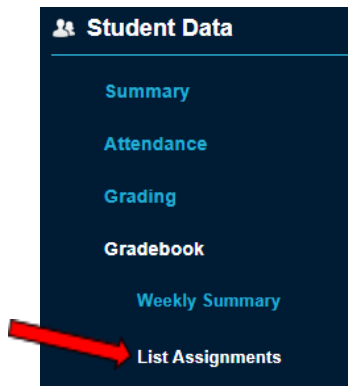 Student Data
Summary
Attendance
Grading
Gradebook
Weekly Summary
List Assignments